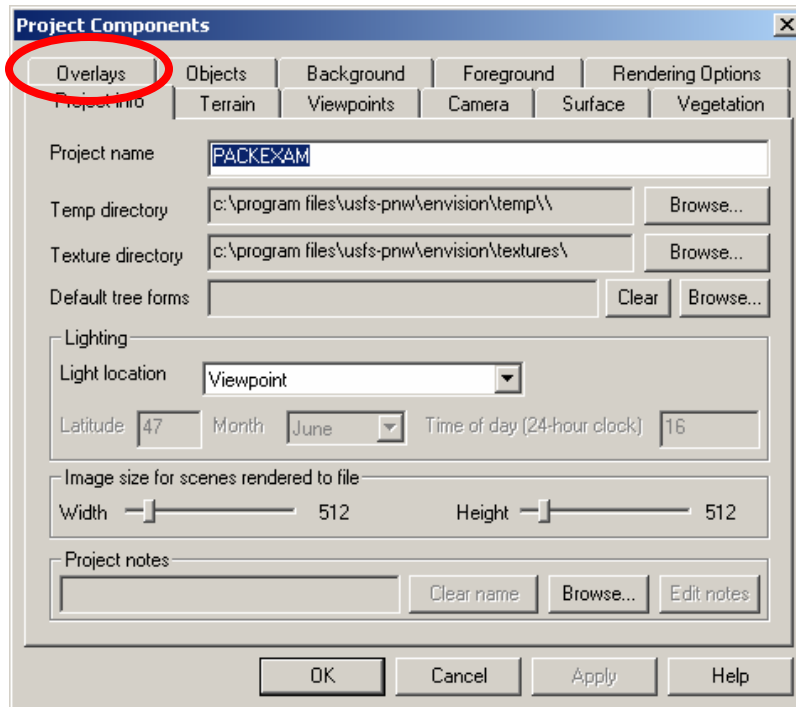 Project Components
Overlays Objects Background Foreground Rendering Options
Project info Terrain Viewpoints Camera Surface Vegetation
Project name PACKEXAM
Temp directory c:\program files\usfs-pnw\envision\temp\\ Browse...
Texture directory c:\program files\usfs-pnw\envision\textures\ Browse...
Default tree forms Clear Browse...
Lighting
Light location Viewpoint
Latitude 47 Month June Time of day (24-hour clock) 16
Image size for scenes rendered to file
Width 512 Height 512
Project notes
Clear name Browse... Edit notes
OK Cancel Apply Help